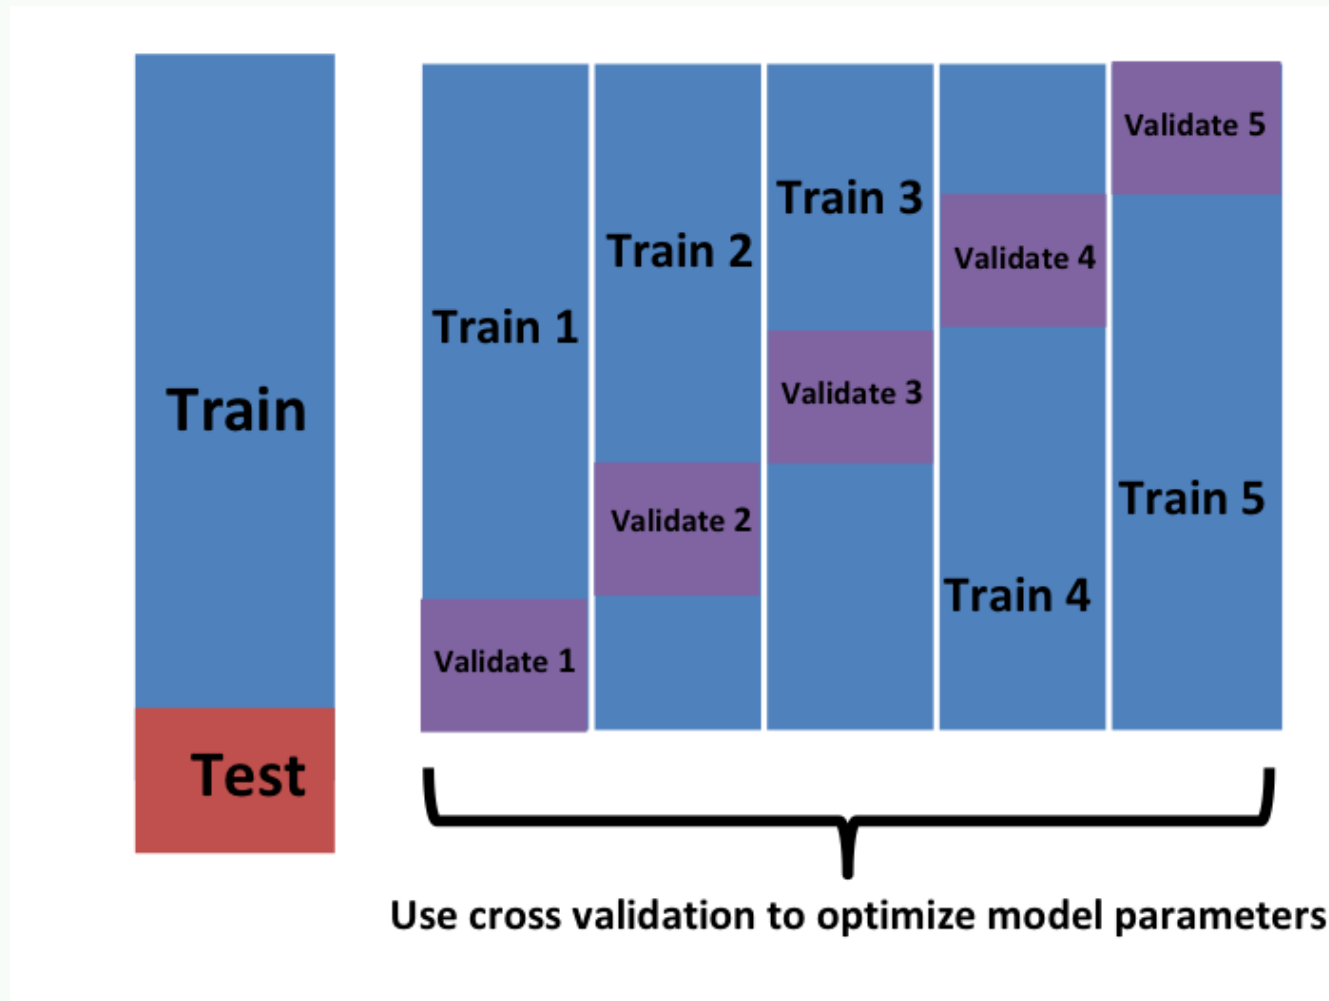 Train
Test
Train 1
Validate 1
Train 2
Validate 2
Train 3
Validate 3
Validate 4
Train 4
Validate 5
Train 5
Use cross validation to optimize model parameters